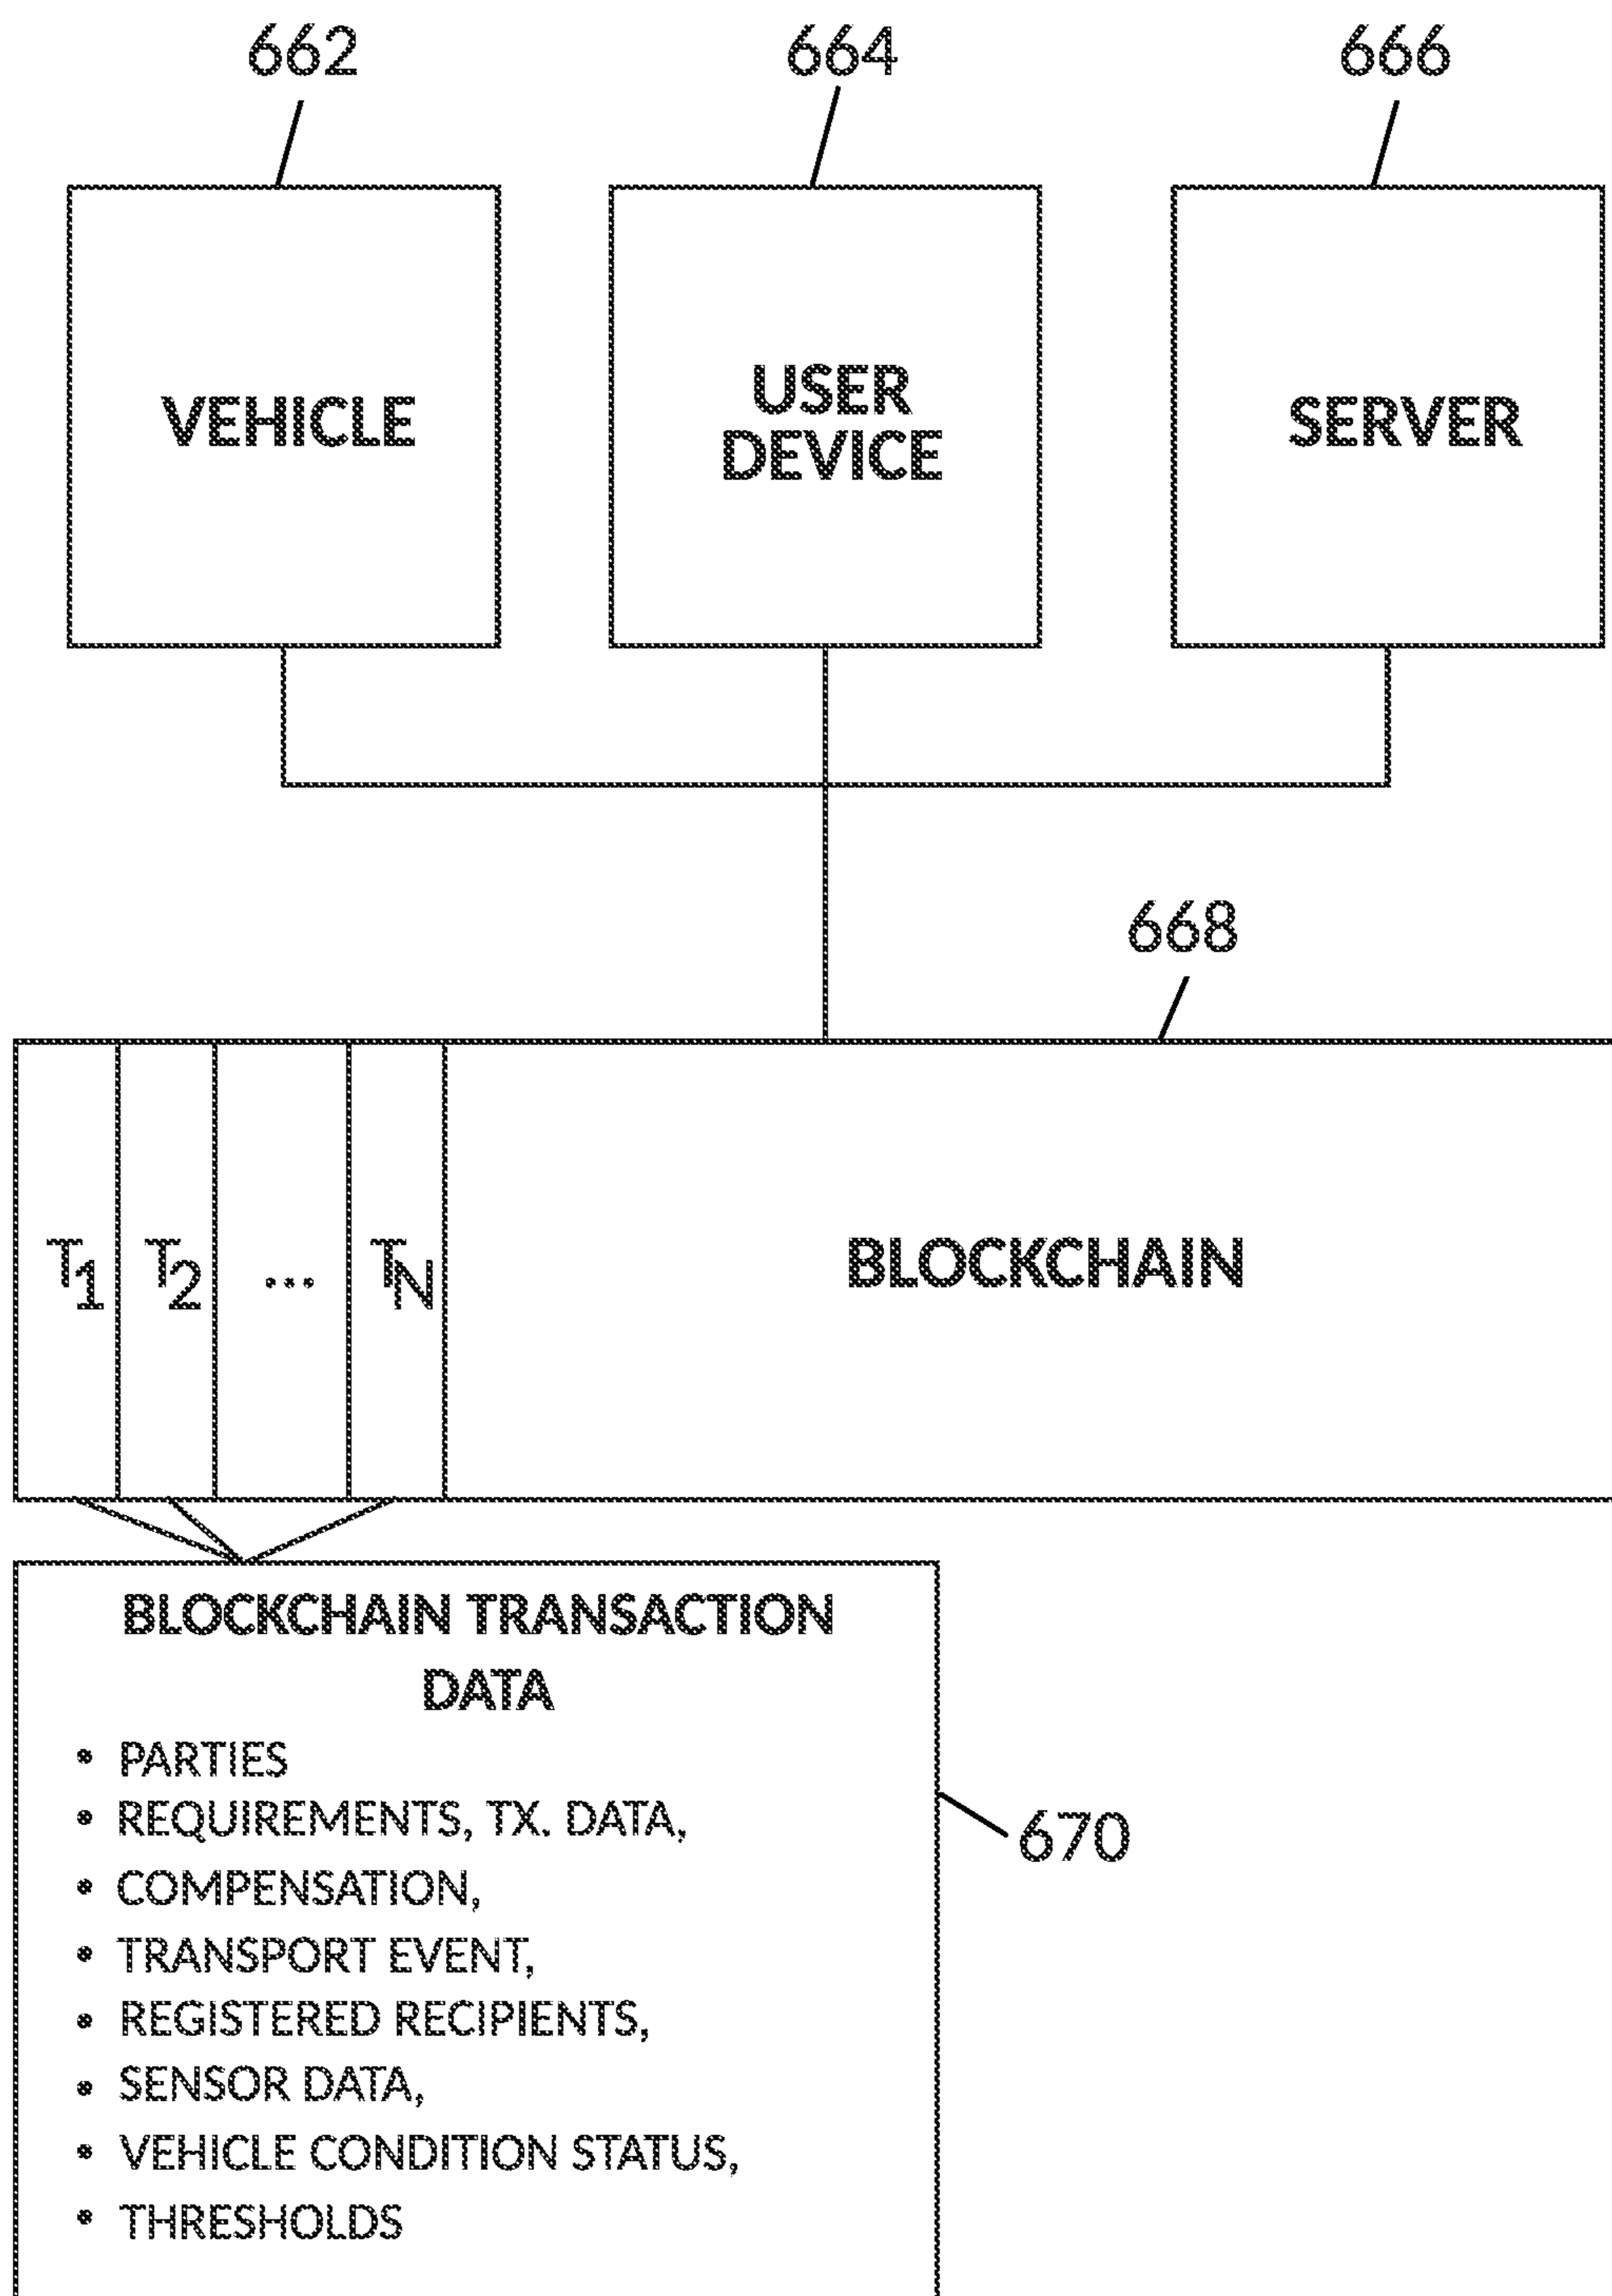 662 664 666
VEHICLE
USER
DEVICE
SERVER
668
T1 T2 ... TN BLOCKCHAIN
BLOCKCHAIN TRANSACTION
DATA
• PARTIES
• REQUIREMENTS, TX. DATA,
• COMPENSATION,
• TRANSPORT EVENT,
• REGISTERED RECIPIENTS,
• SENSOR DATA,
• VEHICLE CONDITION STATUS,
• THRESHOLDS
670